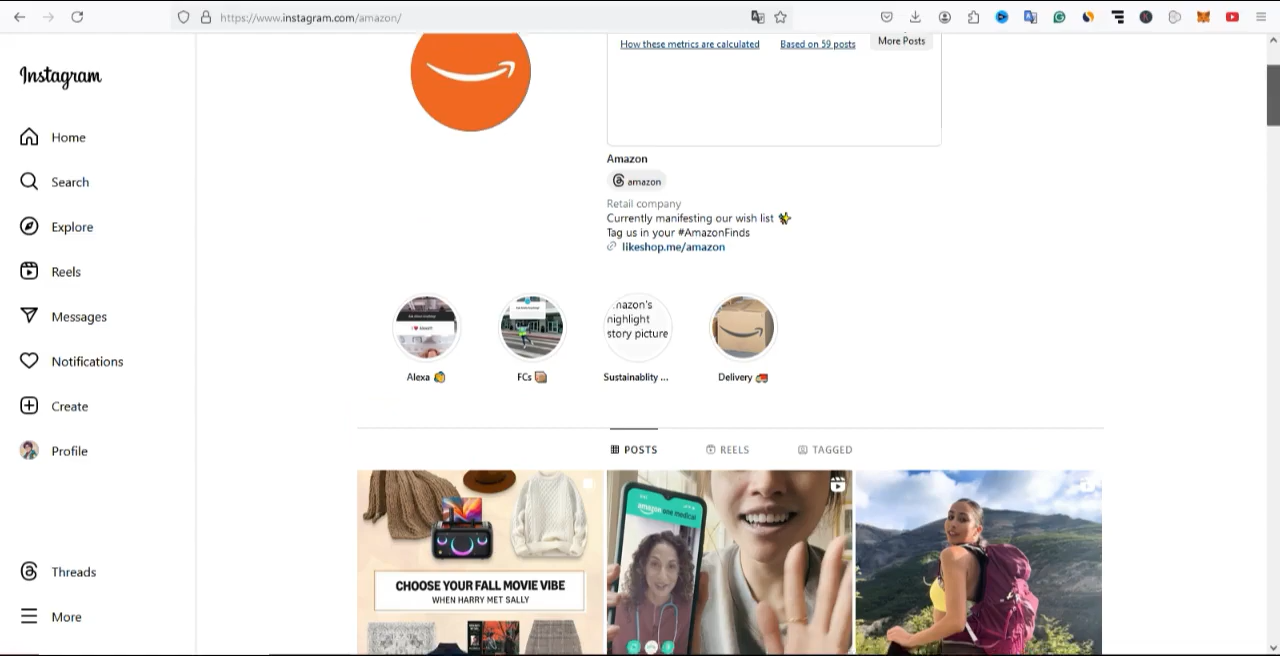 https://www.instagram.com/amazon/
Instagram
Home
Search
Explore
Reels
Messages
Notifications
Create
Profile
Threads
More
How these metrics are calculated
Based on 59 posts
More Posts
Amazon
amazon
Retail company
Currently manifesting our wish list ✨
Tag us in your #AmazonFinds
likeshop.me/amazon
nazon's
highlight
story picture
Alexa
FCs
Sustainablity ...
Delivery 🚚
POSTS
REELS
TAGGED
CHOOSE YOUR FALL MOVIE VIBE
WHEN HARRY MET SALLY
amazon one medical